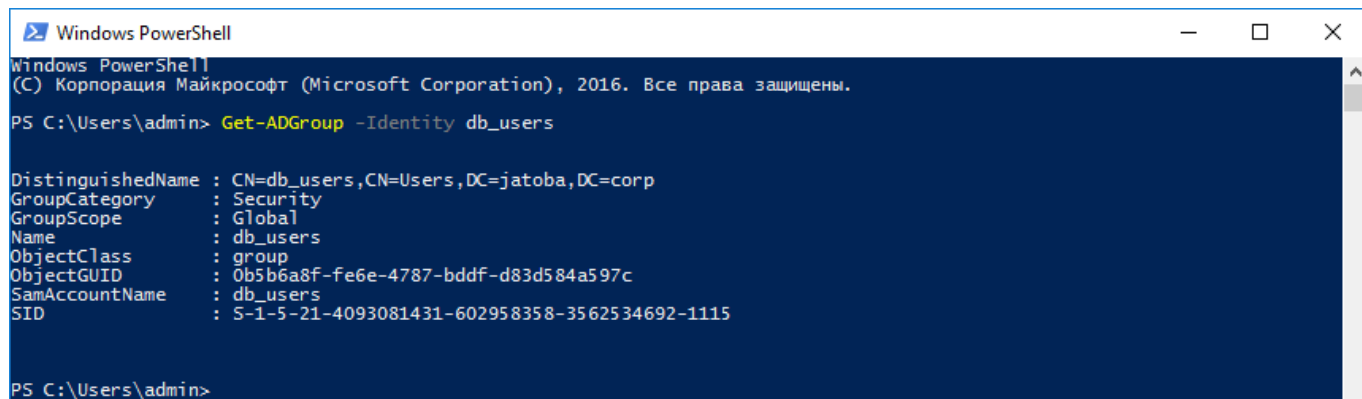 Windows PowerShell
Windows PowerShell
(C) Корпорация Майкрософт (Microsoft Corporation), 2016. Все права защищены.
PS C:\Users\admin> Get-ADGroup -Identity db_users
DistinguishedName : CN=db_users,CN=Users,DC=jatoba,DC=corp
GroupCategory     : Security
GroupScope        : Global
Name              : db_users
ObjectClass       : group
ObjectGUID        : 0b5b6a8f-fe6e-4787-bddf-d83d584a597c
SamAccountName    : db_users
SID               : S-1-5-21-4093081431-602958358-3562534692-1115
PS C:\Users\admin>